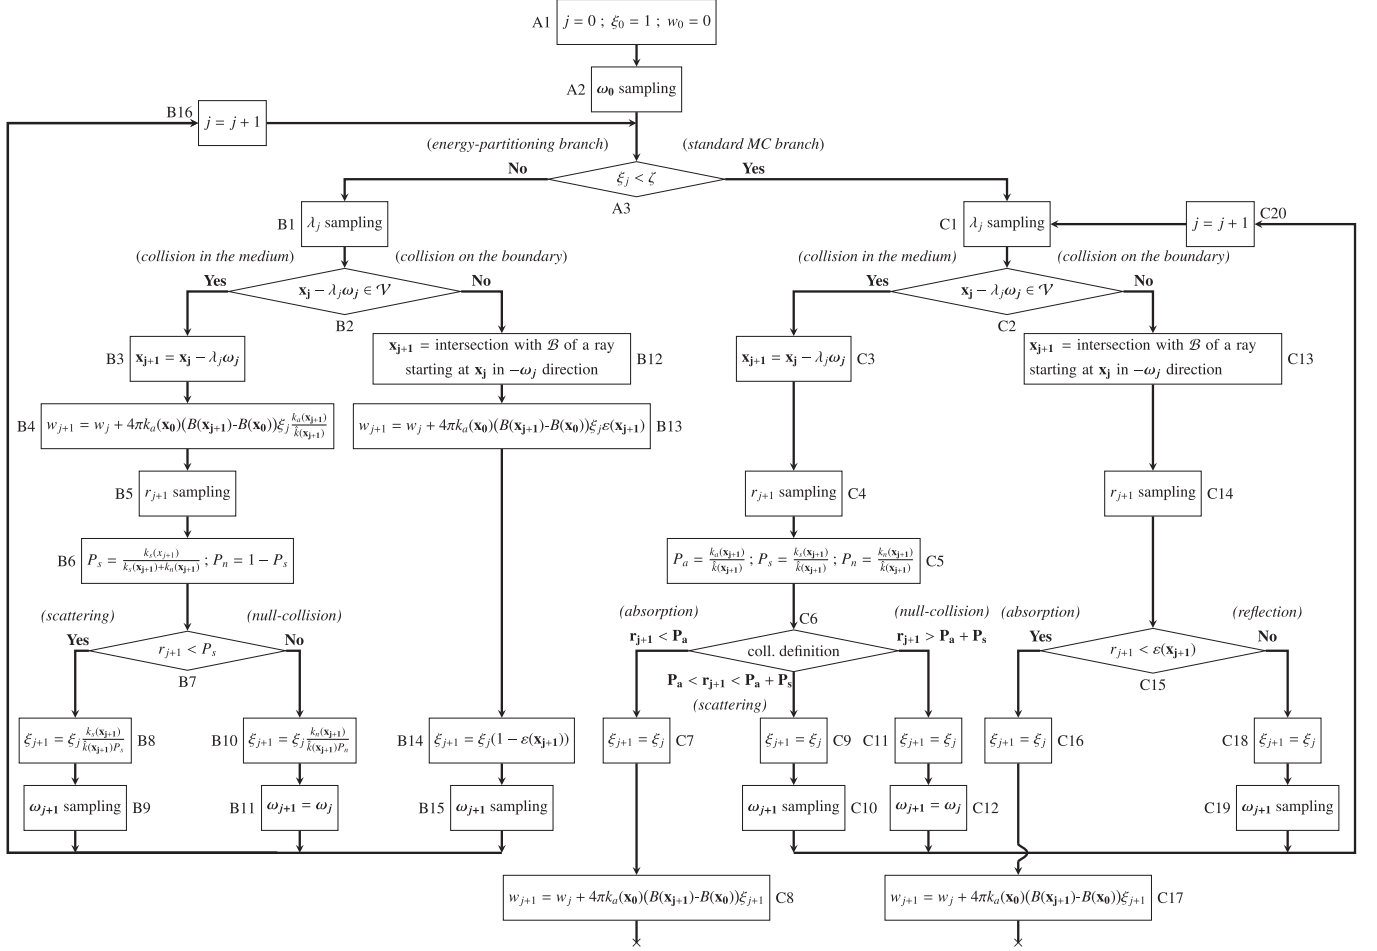 A1
j = 0 ; ξ₀ = 1 ; w₀ = 0
A2
ω₀ sampling
B16
j = j + 1
(energy-partitioning branch)
(standard MC branch)
No
ξⱼ < ζ
Yes
A3
B1
λⱼ sampling
C1
λⱼ sampling
j = j + 1
C20
(collision in the medium)
(collision on the boundary)
(collision in the medium)
(collision on the boundary)
Yes
xⱼ − λⱼωⱼ ∈ 𝒱
No
B2
Yes
xⱼ − λⱼωⱼ ∈ 𝒱
No
C2
B3
xⱼ₊₁ = xⱼ − λⱼωⱼ
xⱼ₊₁ = intersection with ℬ of a ray
starting at xⱼ in −ωⱼ direction
B12
xⱼ₊₁ = xⱼ − λⱼωⱼ
C3
xⱼ₊₁ = intersection with ℬ of a ray
starting at xⱼ in −ωⱼ direction
C13
B4
wⱼ₊₁ = wⱼ + 4πkₐ(x₀)(B(xⱼ₊₁)-B(x₀))ξⱼ kₐ(xⱼ₊₁)/k̂(xⱼ₊₁)
wⱼ₊₁ = wⱼ + 4πkₐ(x₀)(B(xⱼ₊₁)-B(x₀))ξⱼε(xⱼ₊₁)
B13
B5
rⱼ₊₁ sampling
rⱼ₊₁ sampling
C4
rⱼ₊₁ sampling
C14
B6
Pₛ = kₛ(xⱼ₊₁)/(kₛ(xⱼ₊₁)+kₙ(xⱼ₊₁)) ; Pₙ = 1 − Pₛ
Pₐ = kₐ(xⱼ₊₁)/k̂(xⱼ₊₁) ; Pₛ = kₛ(xⱼ₊₁)/k̂(xⱼ₊₁) ; Pₙ = kₙ(xⱼ₊₁)/k̂(xⱼ₊₁)
C5
(scattering)
(null-collision)
Yes
rⱼ₊₁ < Pₛ
No
B7
(absorption)
rⱼ₊₁ < Pₐ
C6
coll. definition
(null-collision)
rⱼ₊₁ > Pₐ + Pₛ
Pₐ < rⱼ₊₁ < Pₐ + Pₛ
(scattering)
(absorption)
(reflection)
Yes
rⱼ₊₁ < ε(xⱼ₊₁)
No
C15
ξⱼ₊₁ = ξⱼ kₛ(xⱼ₊₁)/(k̂(xⱼ₊₁)Pₛ)
B8
B10
ξⱼ₊₁ = ξⱼ kₙ(xⱼ₊₁)/(k̂(xⱼ₊₁)Pₙ)
B14
ξⱼ₊₁ = ξⱼ(1 − ε(xⱼ₊₁))
ξⱼ₊₁ = ξⱼ
C7
ξⱼ₊₁ = ξⱼ
C9
C11
ξⱼ₊₁ = ξⱼ
ξⱼ₊₁ = ξⱼ
C16
C18
ξⱼ₊₁ = ξⱼ
ωⱼ₊₁ sampling
B9
B11
ωⱼ₊₁ = ωⱼ
B15
ωⱼ₊₁ sampling
ωⱼ₊₁ sampling
C10
ωⱼ₊₁ = ωⱼ
C12
C19
ωⱼ₊₁ sampling
wⱼ₊₁ = wⱼ + 4πkₐ(x₀)(B(xⱼ₊₁)-B(x₀))ξⱼ₊₁
C8
wⱼ₊₁ = wⱼ + 4πkₐ(x₀)(B(xⱼ₊₁)-B(x₀))ξⱼ₊₁
C17